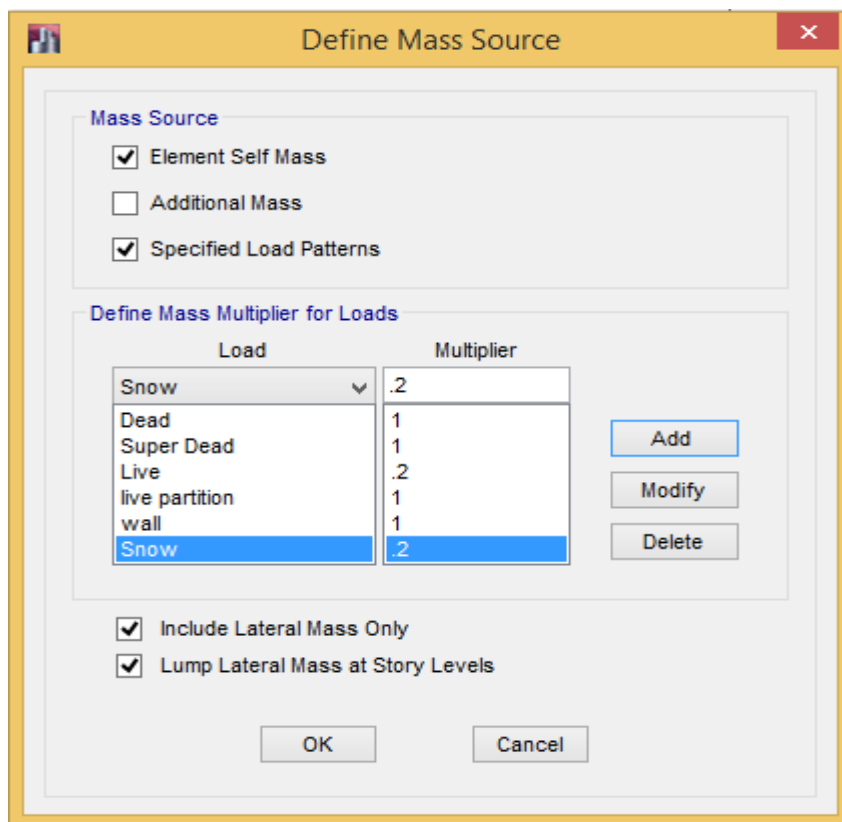 Define Mass Source
Mass Source
Element Self Mass
Additional Mass
Specified Load Patterns
Define Mass Multiplier for Loads
Load Multiplier
Snow .2
Dead 1
Super Dead 1
Live .2
live partition 1
wall 1
Snow .2
Add
Modify
Delete
Include Lateral Mass Only
Lump Lateral Mass at Story Levels
OK Cancel